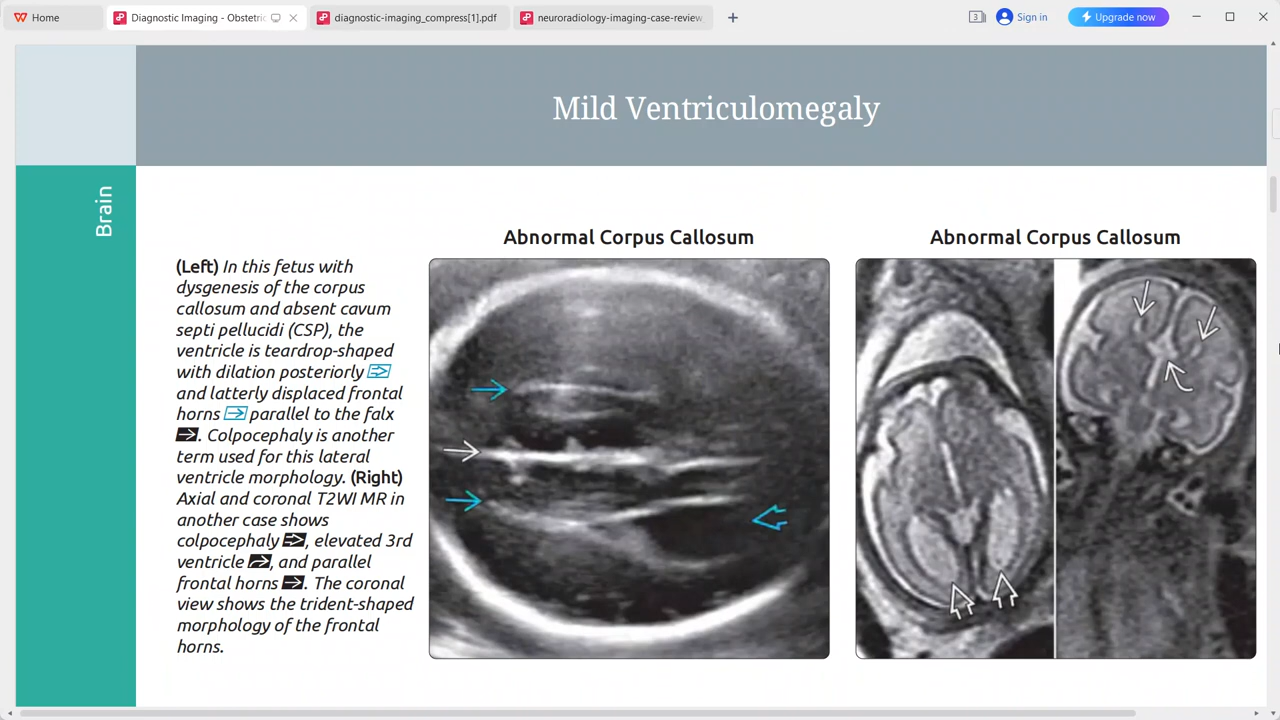 Home
Diagnostic Imaging - Obstetric
3
diagnostic-imaging_compress[1].pdf
neuroradiology-imaging-case-review
3
Sign in
Upgrade now
Mild Ventriculomegaly
Brain
(Left) In this fetus with
dysgenesis of the corpus
callosum and absent cavum
septi pellucidi (CSP), the
ventricle is teardrop-shaped
with dilation posteriorly
and latterly displaced frontal
horns parallel to the falx
. Colpocephaly is another
term used for this lateral
ventricle morphology. (Right)
Axial and coronal T2WI MR in
another case shows
colpocephaly , elevated 3rd
ventricle , and parallel
frontal horns . The coronal
view shows the trident-shaped
morphology of the frontal
horns.
Abnormal Corpus Callosum
Abnormal Corpus Callosum